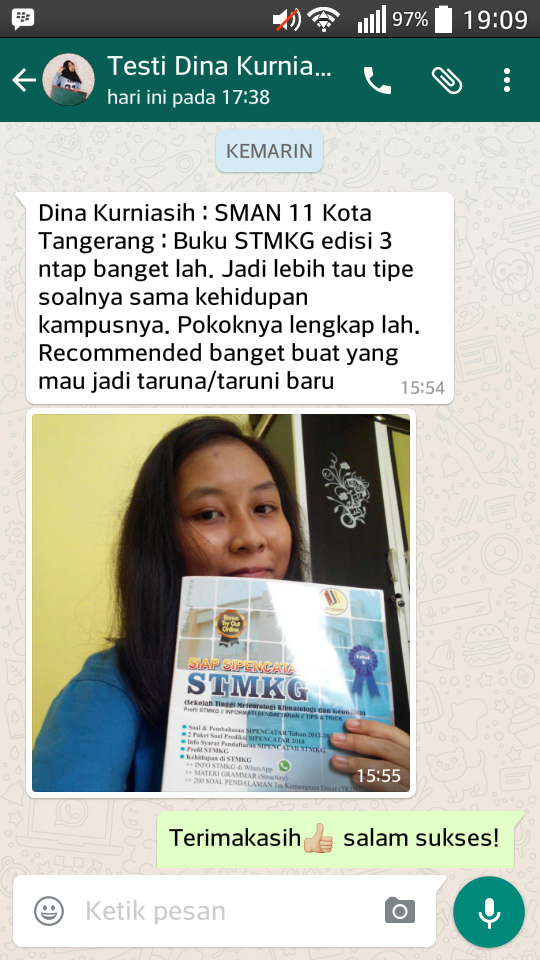 97% 19:09
Testi Dina Kurnia...
hari ini pada 17:38
KEMARIN
Dina Kurniasih : SMAN 11 Kota
Tangerang : Buku STMKG edisi 3
ntap banget lah. Jadi lebih tau tipe
soalnya sama kehidupan
kampusnya. Pokoknya lengkap lah.
Recommended banget buat yang
mau jadi taruna/taruni baru
15:54
Bonus
Try Out
Online
SIAP SIPENCATA
STMKG
(Sekolah Tinggi Meteorologi Klimatologi dan Geofisika)
Profil STMKG // INFORMATI PENDAFTARAN // TIPS & TRICK
Soal & Pembahasan SIPENCATAR Tahun 2012-20
2 Paket Soal Prediksi SIPENCATAR 2016
Info Syarat Pendaftaran SIPENCATAR STMKG
Profil STMKG
Kehidupan di STMKG
++ INFO STMKG di WhatsApp
++ MATERI GRAMMAR (Structure)
++ 200 SOAL PENDALAMAN Tes Kemampuan Dasar (TK
15:55
Terimakasih👍🏼 salam sukses!
Ketik pesan